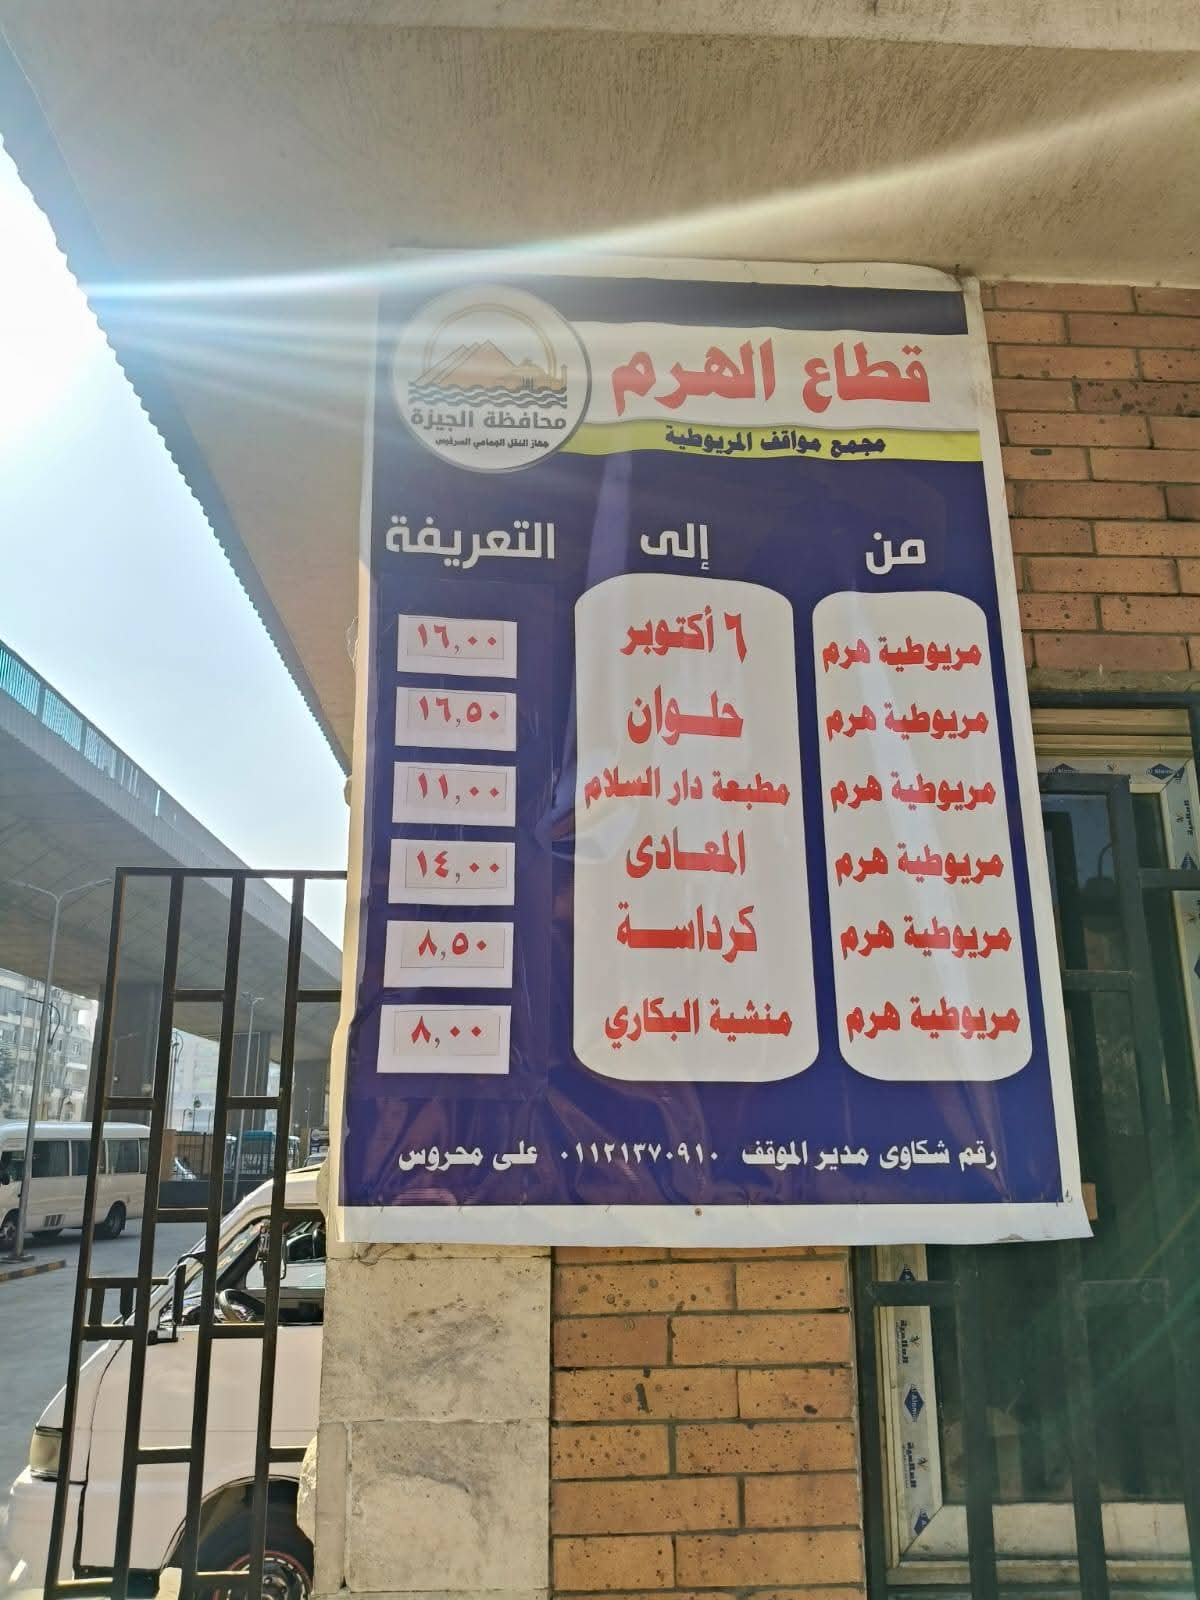 قطاع الهرم
مجمع مواقف المريوطية
محافظة الجيزة
جهاز النقل الجماعي السرفيس
من إلى التعريفة
مريوطية هرم ٦ أكتوبر ١٦,٠٠
مريوطية هرم حلوان ١٦,٥٠
مريوطية هرم مطبعة دار السلام ١١,٠٠
مريوطية هرم المعادى ١٤,٠٠
مريوطية هرم كرداسة ٨,٥٠
مريوطية هرم منشية البكاري ٨,٠٠
رقم شكاوى مدير الموقف ٠١١٢١٣٧٠٩١٠ على محروس